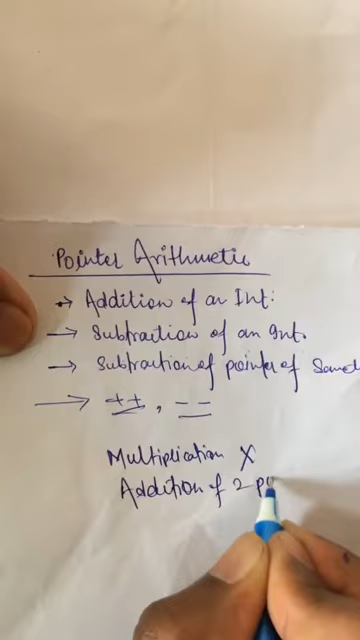 Pointer Arithmetic
→ Addition of an Int:
→ Subtraction of an Int.
→ Subtraction of pointer of Same
→ ++, --
Multiplication X
Addition of 2 p